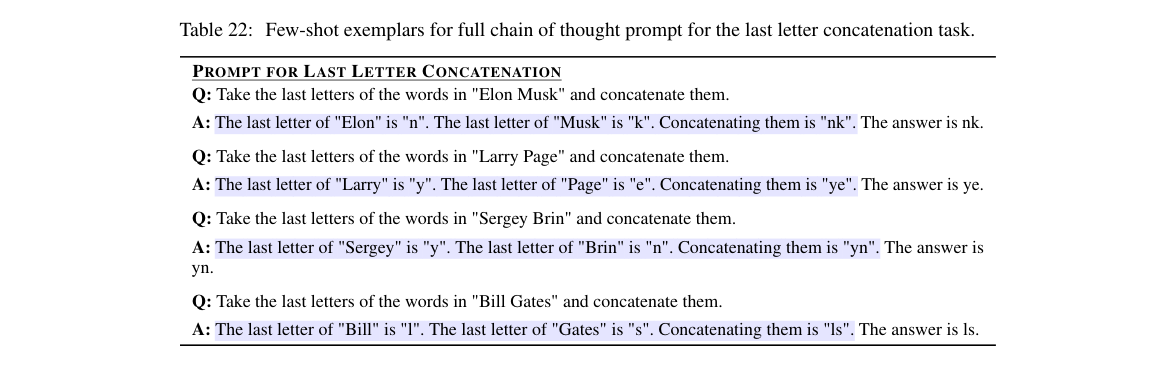 Table 22: Few-shot exemplars for full chain of thought prompt for the last letter concatenation task.
PROMPT FOR LAST LETTER CONCATENATION
Q: Take the last letters of the words in "Elon Musk" and concatenate them.
A: The last letter of "Elon" is "n". The last letter of "Musk" is "k". Concatenating them is "nk". The answer is nk.
Q: Take the last letters of the words in "Larry Page" and concatenate them.
A: The last letter of "Larry" is "y". The last letter of "Page" is "e". Concatenating them is "ye". The answer is ye.
Q: Take the last letters of the words in "Sergey Brin" and concatenate them.
A: The last letter of "Sergey" is "y". The last letter of "Brin" is "n". Concatenating them is "yn". The answer is
yn.
Q: Take the last letters of the words in "Bill Gates" and concatenate them.
A: The last letter of "Bill" is "l". The last letter of "Gates" is "s". Concatenating them is "ls". The answer is ls.